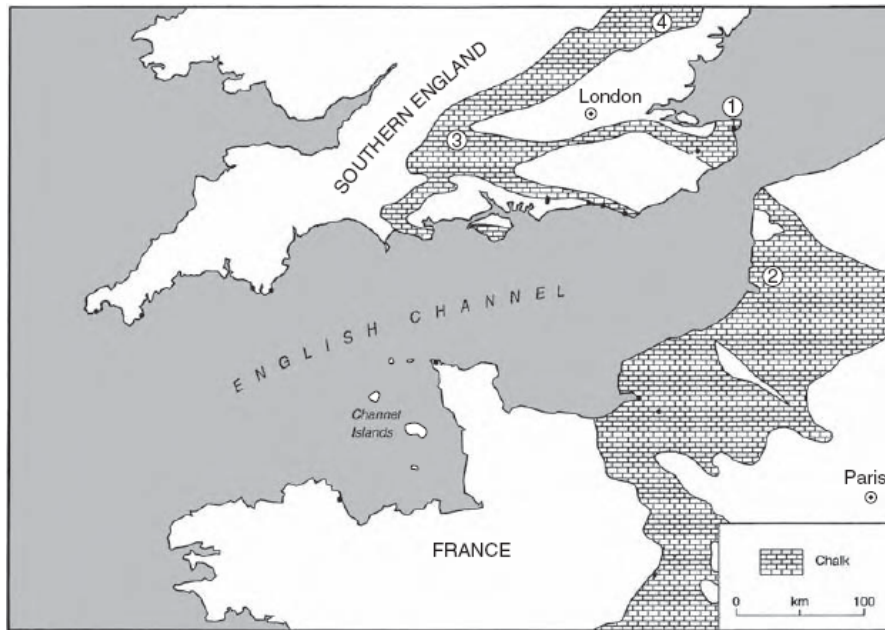 4
London
1
SOUTHERN ENGLAND
3
2
ENGLISH CHANNEL
Channel
Islands
Paris
FRANCE
Chalk
0 km 100